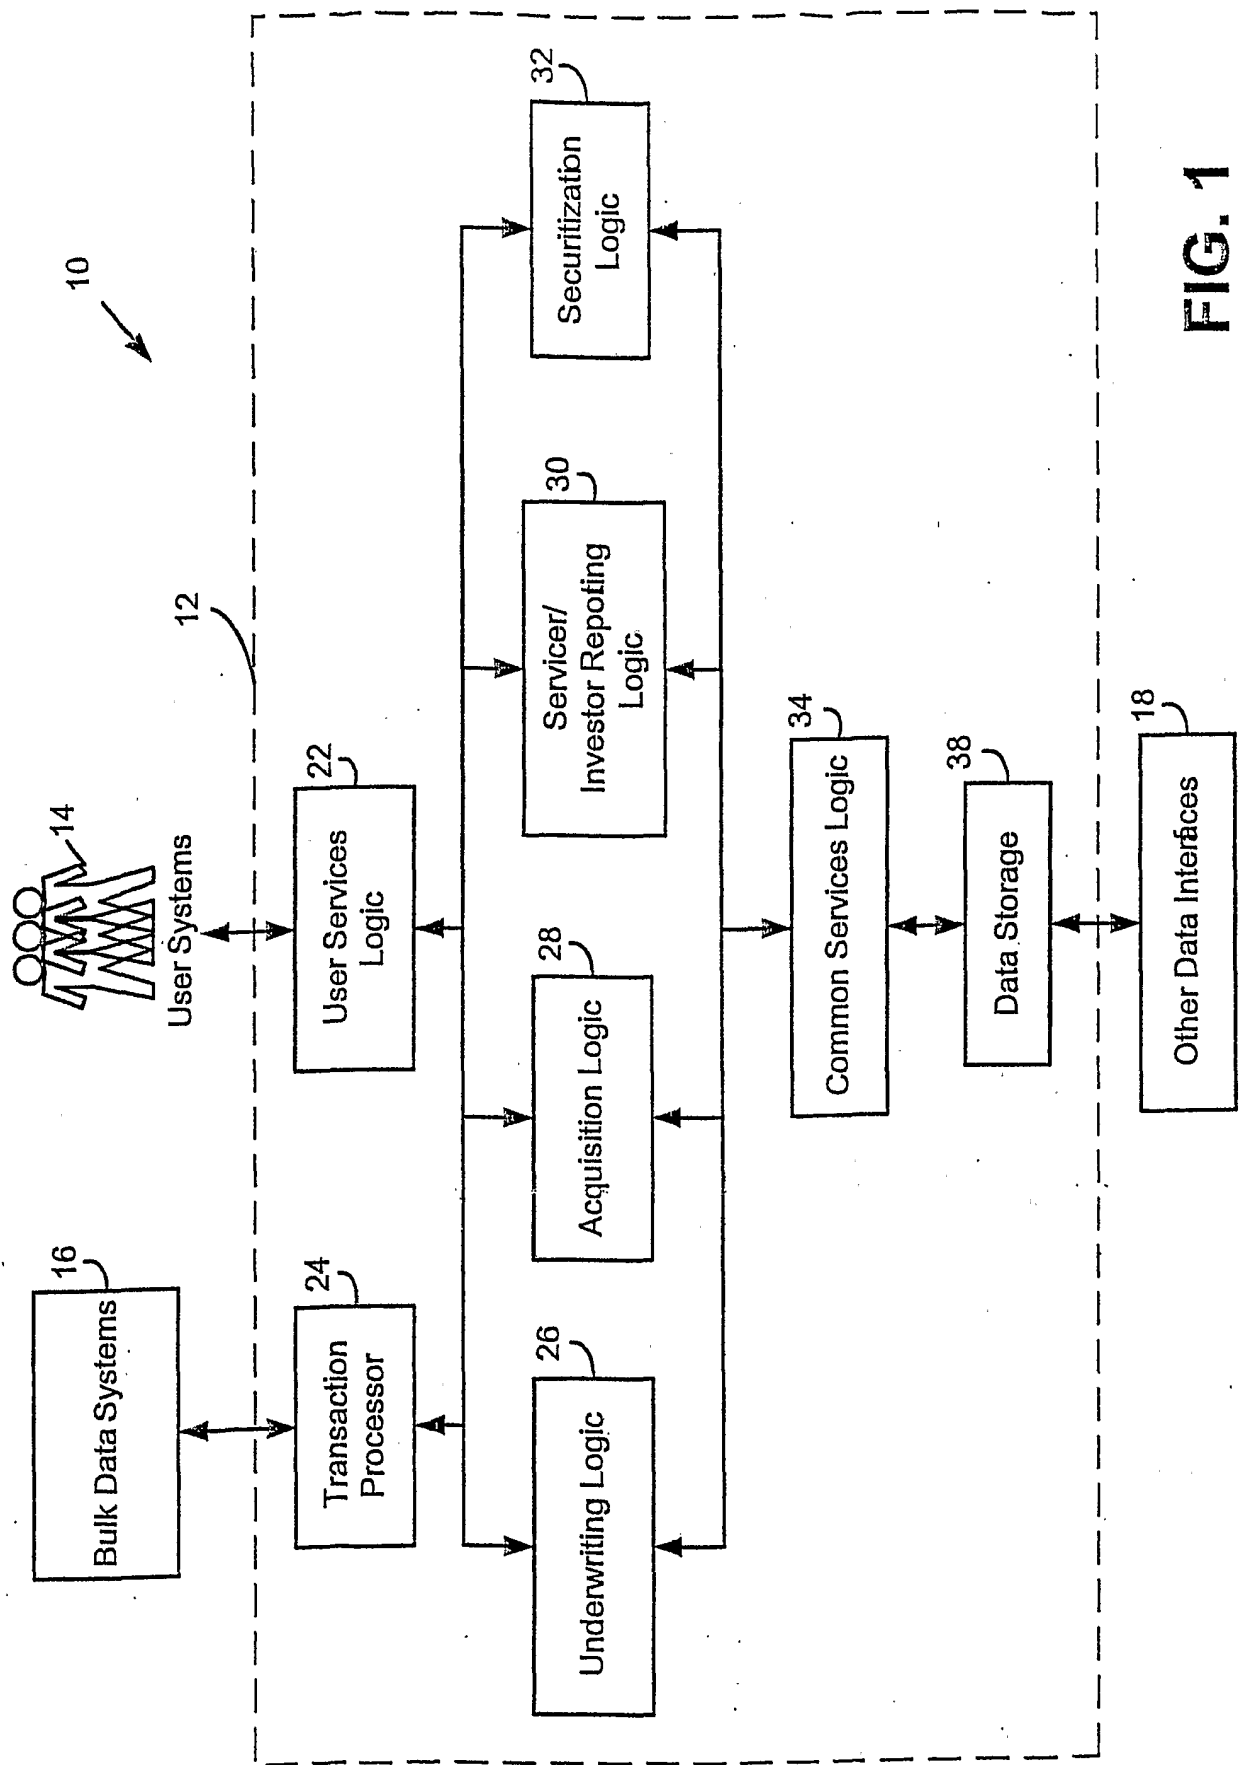 10
14
User Systems
16
Bulk Data Systems
12
22
User Services
Logic
24
Transaction
Processor
26
Underwriting Logic
28
Acquisition Logic
30
Servicer/
Investor Repoting
Logic
32
Securitization
Logic
34
Common Services Logic
38
Data Storage
18
Other Data Interfaces
FIG. 1